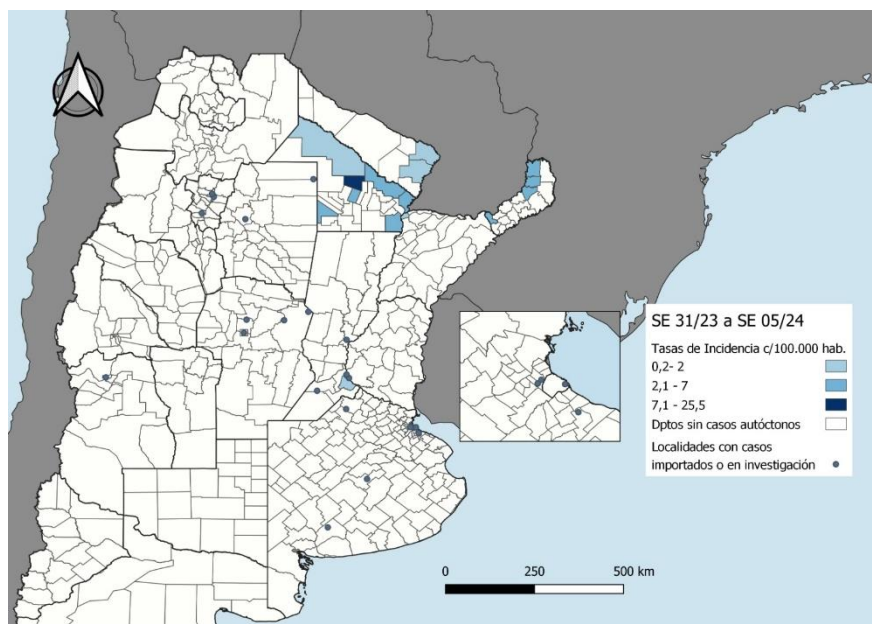 SE 31/23 a SE 05/24
Tasas de Incidencia c/100.000 hab.
0,2- 2
2,1 - 7
7,1 - 25,5
Dptos sin casos autóctonos
Localidades con casos
importados o en investigación
0 250 500 km